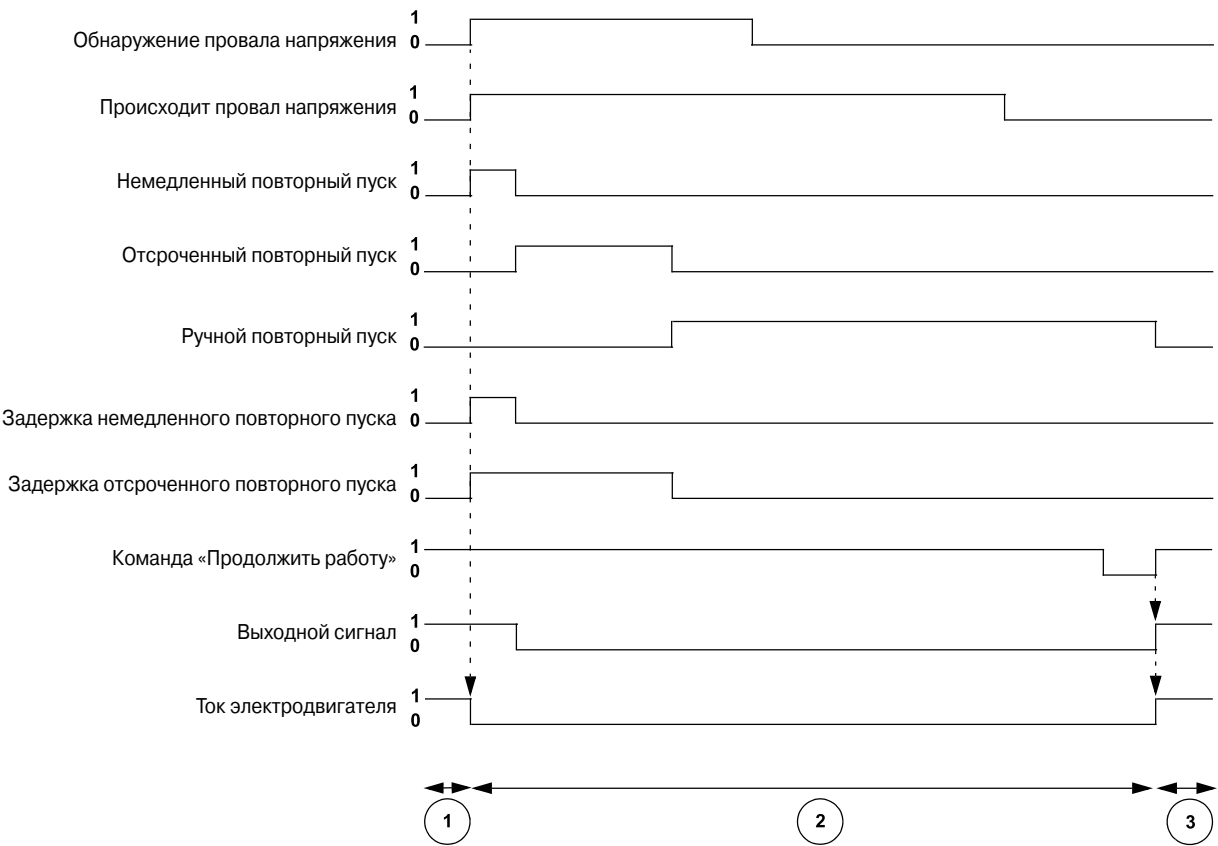 1
Обнаружение провала напряжения 0
1
Происходит провал напряжения 0
1
Немедленный повторный пуск 0
1
Отсроченный повторный пуск 0
1
Ручной повторный пуск 0
1
Задержка немедленного повторного пуска 0
1
Задержка отсроченного повторного пуска 0
1
Команда «Продолжить работу» 0
1
Выходной сигнал 0
1
Ток электродвигателя 0
1 2 3